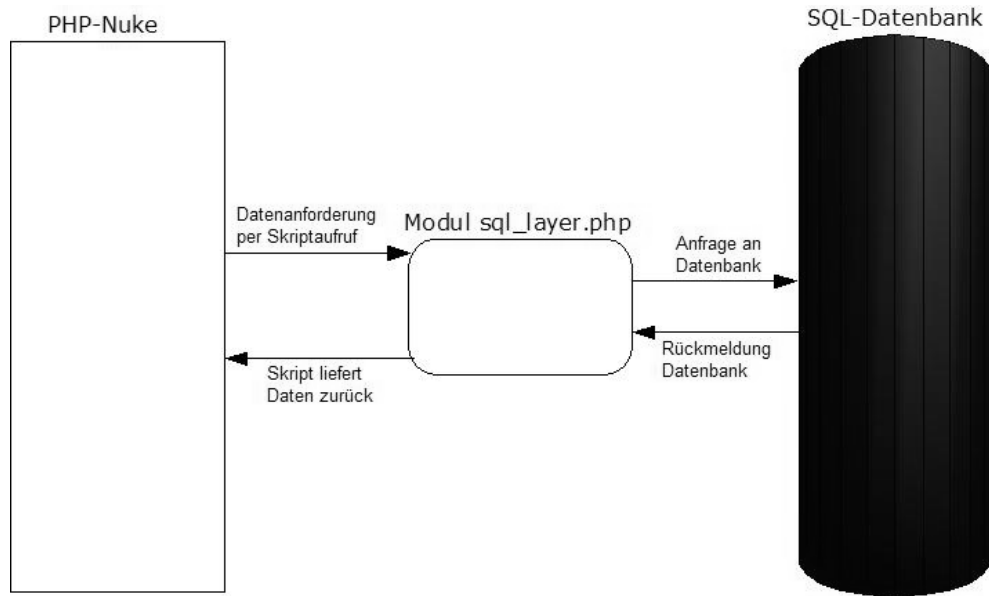 PHP-Nuke
SQL-Datenbank
Datenanforderung
per Skriptaufruf
Modul sql_layer.php
Anfrage an
Datenbank
Rückmeldung
Datenbank
Skript liefert
Daten zurück